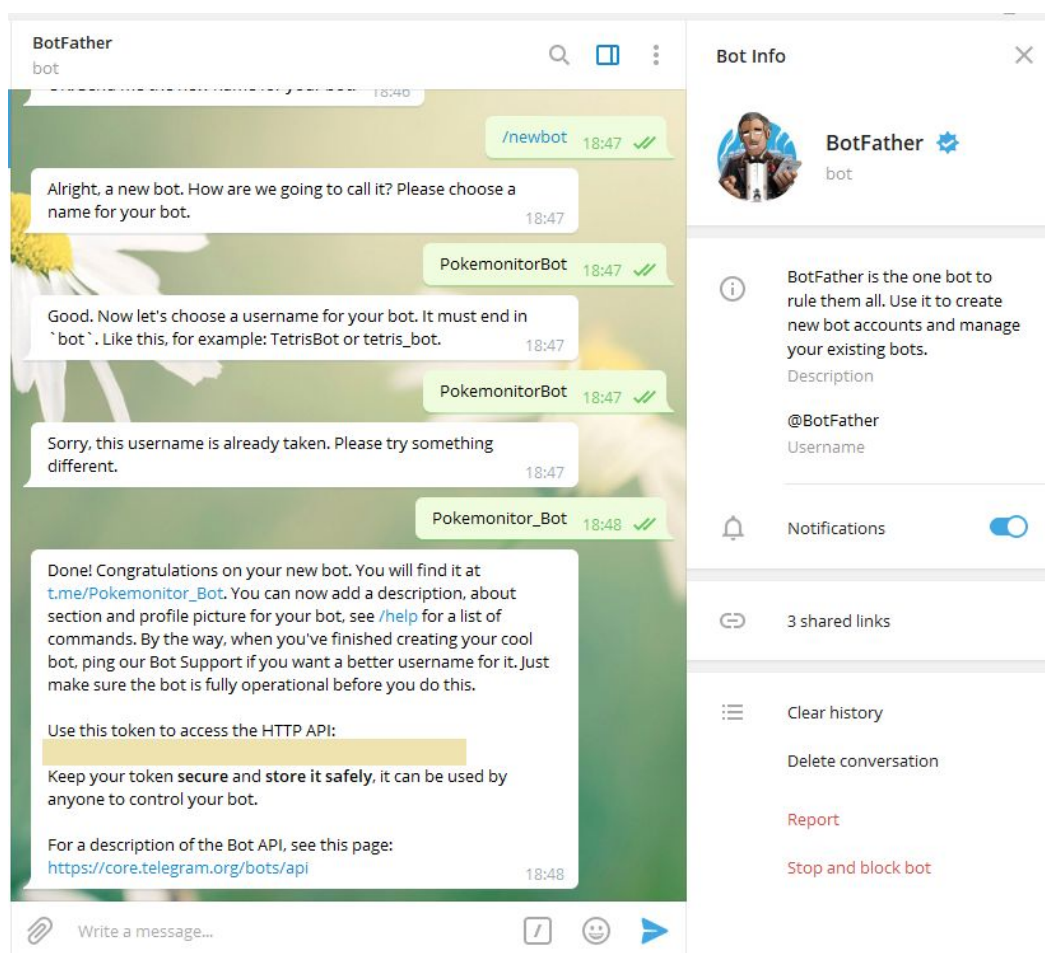 BotFather
bot
18:46
/newbot 18:47
Alright, a new bot. How are we going to call it? Please choose a
name for your bot.
18:47
PokemonitorBot 18:47
Good. Now let's choose a username for your bot. It must end in
`bot`. Like this, for example: TetrisBot or tetris_bot.
18:47
PokemonitorBot 18:47
Sorry, this username is already taken. Please try something
different.
18:47
Pokemonitor_Bot 18:48
Done! Congratulations on your new bot. You will find it at
t.me/Pokemonitor_Bot. You can now add a description, about
section and profile picture for your bot, see /help for a list of
commands. By the way, when you've finished creating your cool
bot, ping our Bot Support if you want a better username for it. Just
make sure the bot is fully operational before you do this.
Use this token to access the HTTP API:
Keep your token secure and store it safely, it can be used by
anyone to control your bot.
For a description of the Bot API, see this page:
https://core.telegram.org/bots/api
18:48
Write a message...
Bot Info
BotFather
bot
BotFather is the one bot to
rule them all. Use it to create
new bot accounts and manage
your existing bots.
Description
@BotFather
Username
Notifications
3 shared links
Clear history
Delete conversation
Report
Stop and block bot